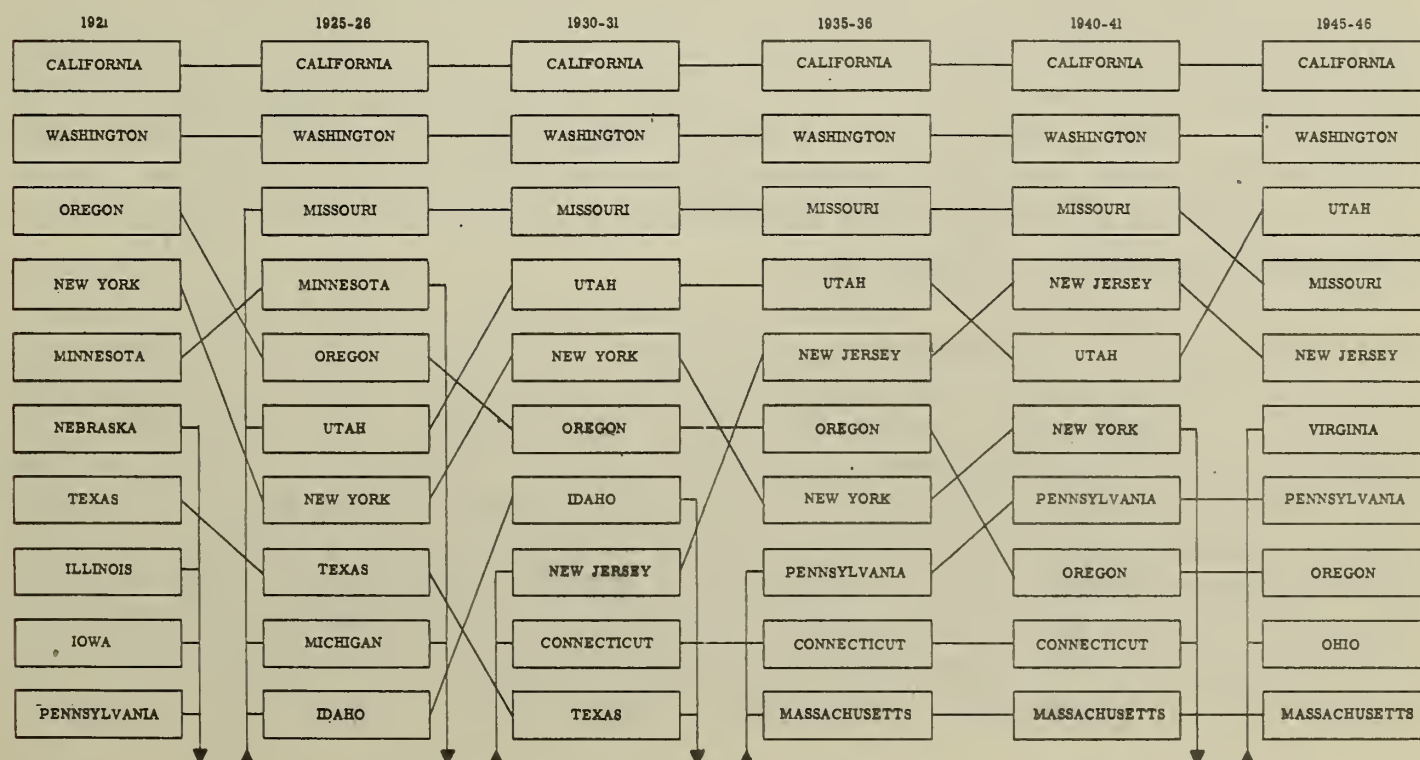 1921 1925-26 1930-31 1935-36 1940-41 1945-46
CALIFORNIA CALIFORNIA CALIFORNIA CALIFORNIA CALIFORNIA CALIFORNIA
WASHINGTON WASHINGTON WASHINGTON WASHINGTON WASHINGTON WASHINGTON
OREGON MISSOURI MISSOURI MISSOURI MISSOURI UTAH
NEW YORK MINNESOTA UTAH UTAH NEW JERSEY MISSOURI
MINNESOTA OREGON NEW YORK NEW JERSEY UTAH NEW JERSEY
NEBRASKA UTAH OREGON OREGON NEW YORK VIRGINIA
TEXAS NEW YORK IDAHO NEW YORK PENNSYLVANIA PENNSYLVANIA
ILLINOIS TEXAS NEW JERSEY PENNSYLVANIA OREGON OREGON
IOWA MICHIGAN CONNECTICUT CONNECTICUT CONNECTICUT OHIO
PENNSYLVANIA IDAHO TEXAS MASSACHUSETTS MASSACHUSETTS MASSACHUSETTS